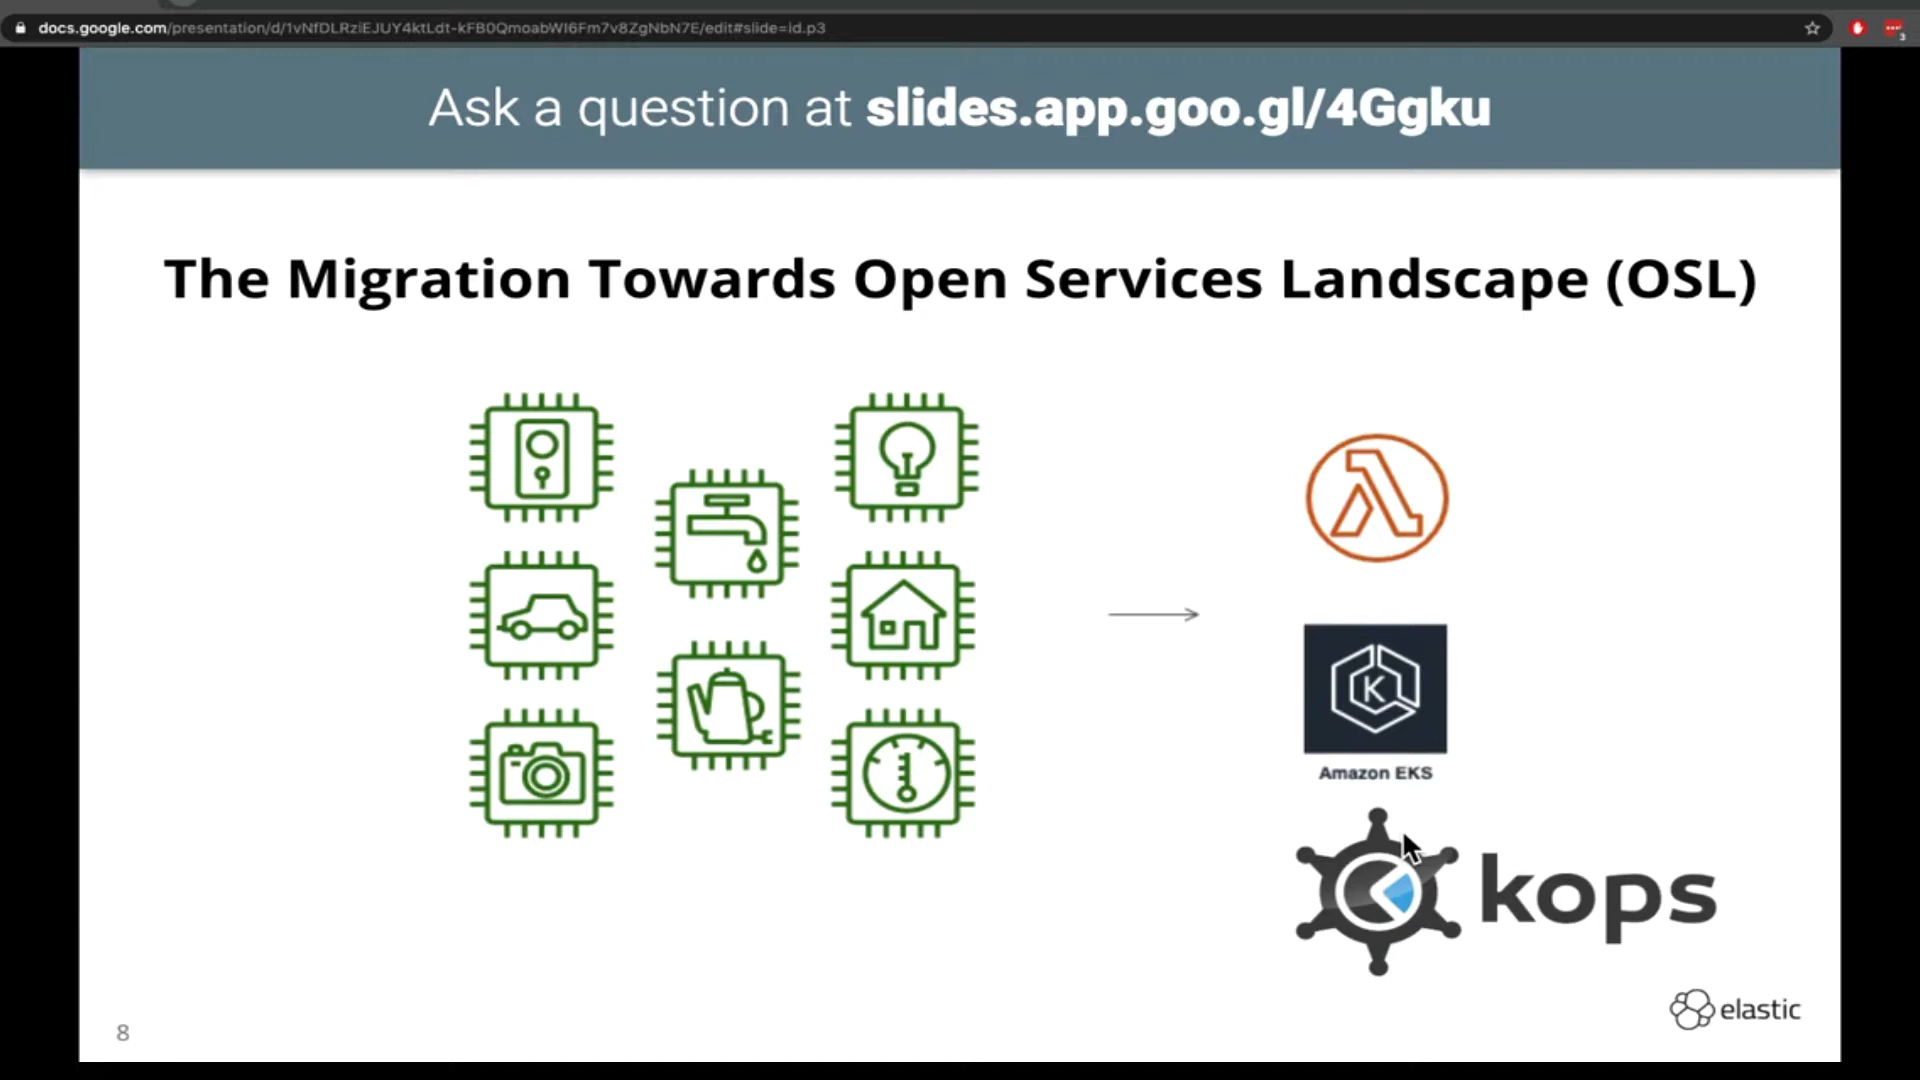 docs.google.com/presentation/d/1vNfDLRziEJUY4ktLdt-kFB0QmoabWI6Fm7v8ZgNbN7E/edit#slide=id.p3
3
Ask a question at slides.app.goo.gl/4Ggku
The Migration Towards Open Services Landscape (OSL)
K
Amazon EKS
kops
elastic
8